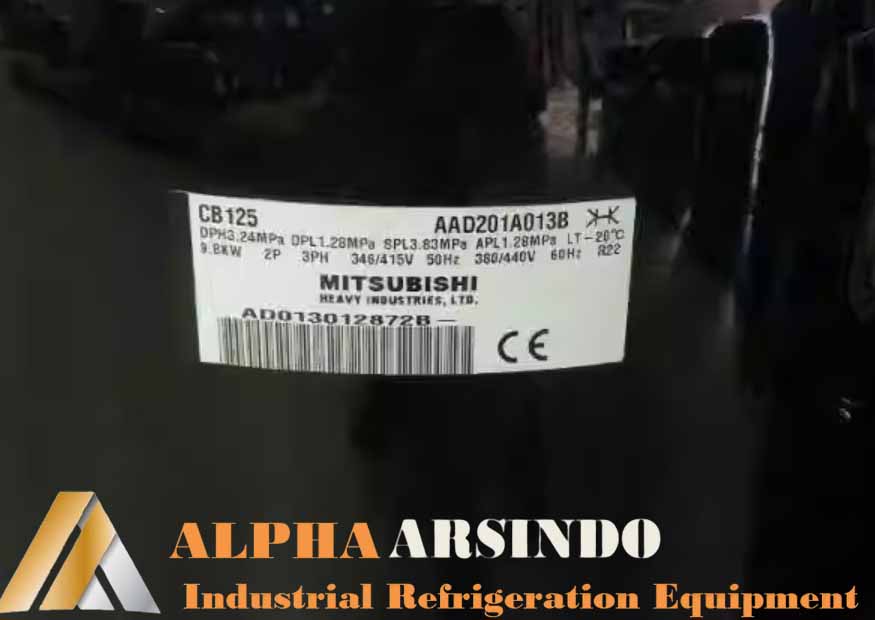 CB125 AAD201A013B
DPH3.24MPa DPL1.28MPa SPL3.83MPa APL1.28MPa LT-20°C
9.8KW 2P 3PH 346/415V 50Hz 380/440V 60Hz R22
MITSUBISHI
HEAVY INDUSTRIES, LTD.
AD013012872B-
CE
ALPHA ARSINDO
Industrial Refrigeration Equipment